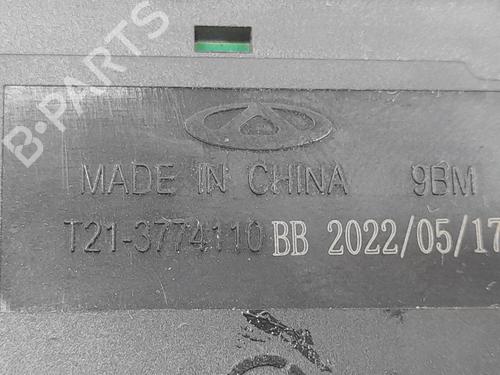 B-PARTS
MADE IN CHINA 9BM
T21-3774110 BB 2022/05/17